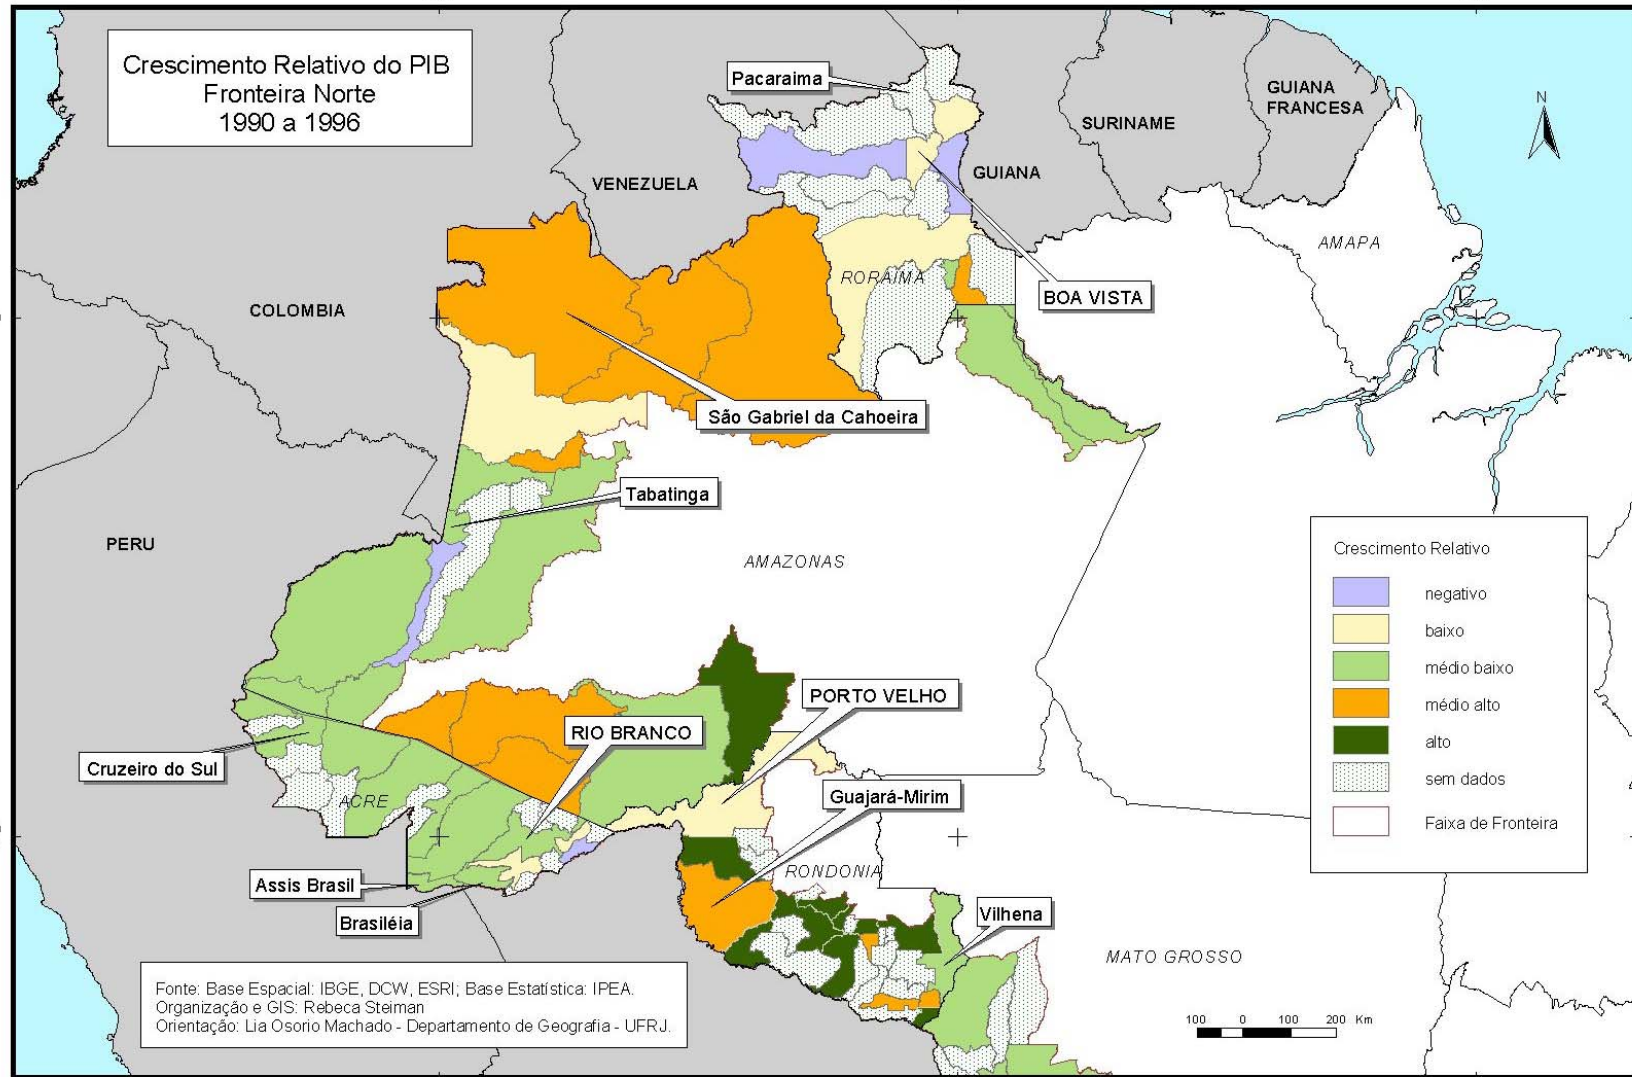 Crescimento Relativo do PIB
Fronteira Norte
1990 a 1996
Pacaraima
GUIANA
FRANCESA
SURINAME
N
VENEZUELA
GUIANA
AMAPA
RORAIMA
BOA VISTA
COLOMBIA
São Gabriel da Cahoeira
Tabatinga
PERU
AMAZONAS
Crescimento Relativo
negativo
baixo
médio baixo
médio alto
alto
sem dados
Faixa de Fronteira
PORTO VELHO
RIO BRANCO
Cruzeiro do Sul
Guajará-Mirim
ACRE
RONDONIA
Assis Brasil
Brasiléia
Vilhena
MATO GROSSO
Fonte: Base Espacial: IBGE, DCW, ESRI; Base Estatística: IPEA.
Organização e GIS: Rebeca Steiman
Orientação: Lia Osorio Machado - Departamento de Geografia - UFRJ.
100 0 100 200 Km